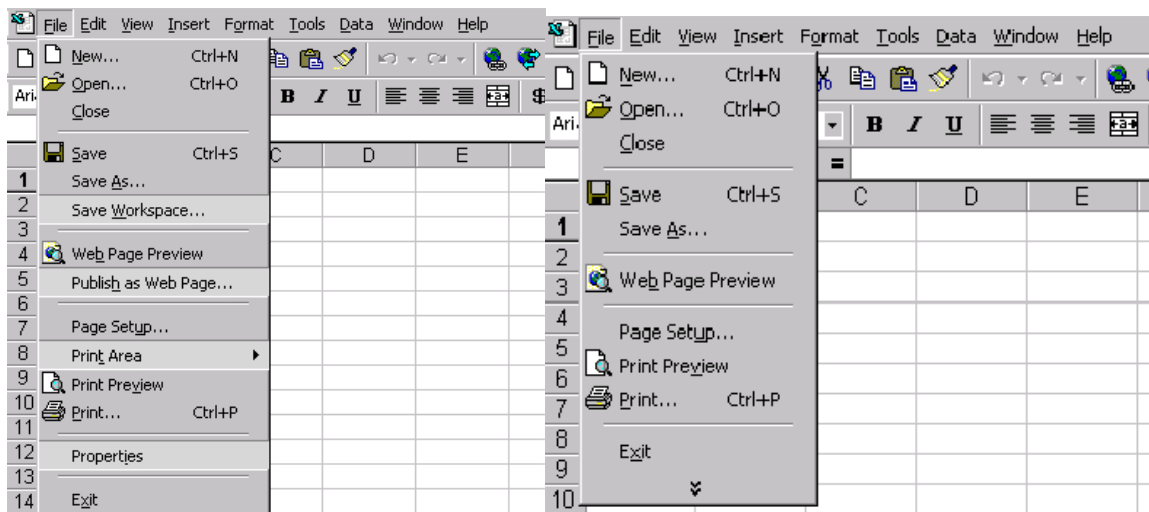 File Edit View Insert Format Tools Data Window Help
New... Ctrl+N
Open... Ctrl+O
Ari
B I U a $
Close
Save Ctrl+S
C D E
1 Save As...
2 Save Workspace...
3
4 Web Page Preview
5 Publish as Web Page...
6
7 Page Setup...
8 Print Area
9 Print Preview
10 Print... Ctrl+P
11
12 Properties
13
14 Exit
File Edit View Insert Format Tools Data Window Help
New... Ctrl+N
Open... Ctrl+O
Ari
B I U a
Close
=
Save Ctrl+S
C D E
1 Save As...
2
3 Web Page Preview
4 Page Setup...
5
6 Print Preview
7 Print... Ctrl+P
8
9 Exit
10